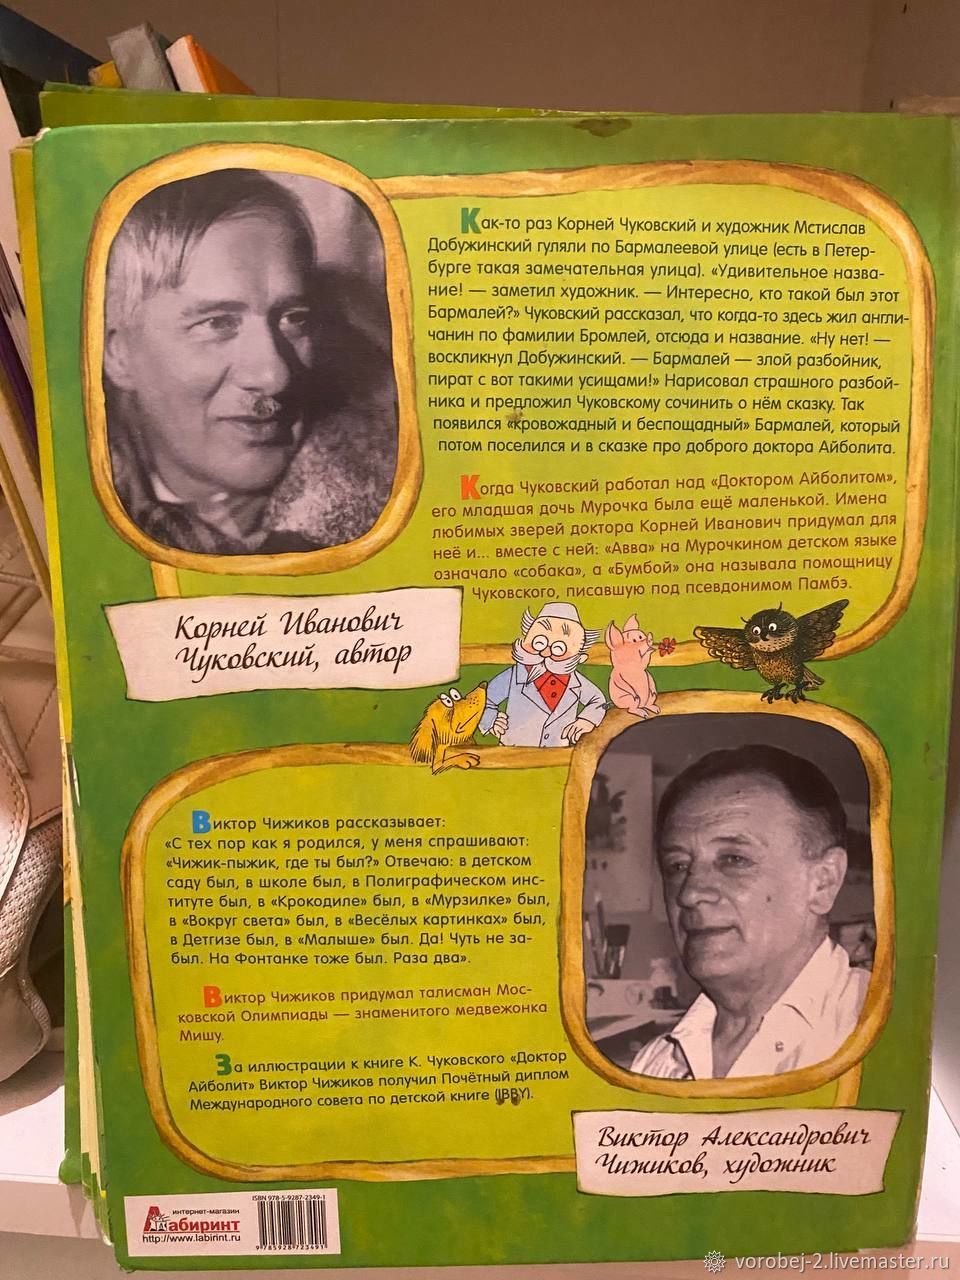 Как-то раз Корней Чуковский и художник Мстислав
Добужинский гуляли по Бармалеевой улице (есть в Петер-
бурге такая замечательная улица). «Удивительное назва-
ние! — заметил художник. — Интересно, кто такой был этот
Бармалей?» Чуковский рассказал, что когда-то здесь жил англи-
чанин по фамилии Бромлей, отсюда и название. «Ну нет! —
воскликнул Добужинский. — Бармалей — злой разбойник,
пират с вот такими усищами!» Нарисовал страшного разбой-
ника и предложил Чуковскому сочинить о нём сказку. Так
появился «кровожадный и беспощадный» Бармалей, который
потом поселился и в сказке про доброго доктора Айболита.
Когда Чуковский работал над «Доктором Айболитом»,
его младшая дочь Мурочка была ещё маленькой. Имена
любимых зверей доктора Корней Иванович придумал для
неё и... вместе с ней: «Авва» на Мурочкином детском языке
означало «собака», а «Бумбой» она называла помощницу
Чуковского, писавшую под псевдонимом Памбэ.
Корней Иванович
Чуковский, автор
Виктор Чижиков рассказывает:
«С тех пор как я родился, у меня спрашивают:
«Чижик-пыжик, где ты был?» Отвечаю: в детском
саду был, в школе был, в Полиграфическом инс-
титуте был, в «Крокодиле» был, в «Мурзилке» был,
в «Вокруг света» был, в «Весёлых картинках» был,
в Детгизе был, в «Малыше» был. Да! Чуть не за-
был. На Фонтанке тоже был. Раза два».
Виктор Чижиков придумал талисман Мос-
ковской Олимпиады — знаменитого медвежонка
Мишу.
За иллюстрации к книге К. Чуковского «Доктор
Айболит» Виктор Чижиков получил Почётный диплом
Международного совета по детской книге (IBBY).
Виктор Александрович
Чижиков, художник
интернет-магазин
Лабиринт
http://www.labirint.ru
ISBN 978-5-9287-2349-1
9 785928 723491
vorobej-2.livemaster.ru